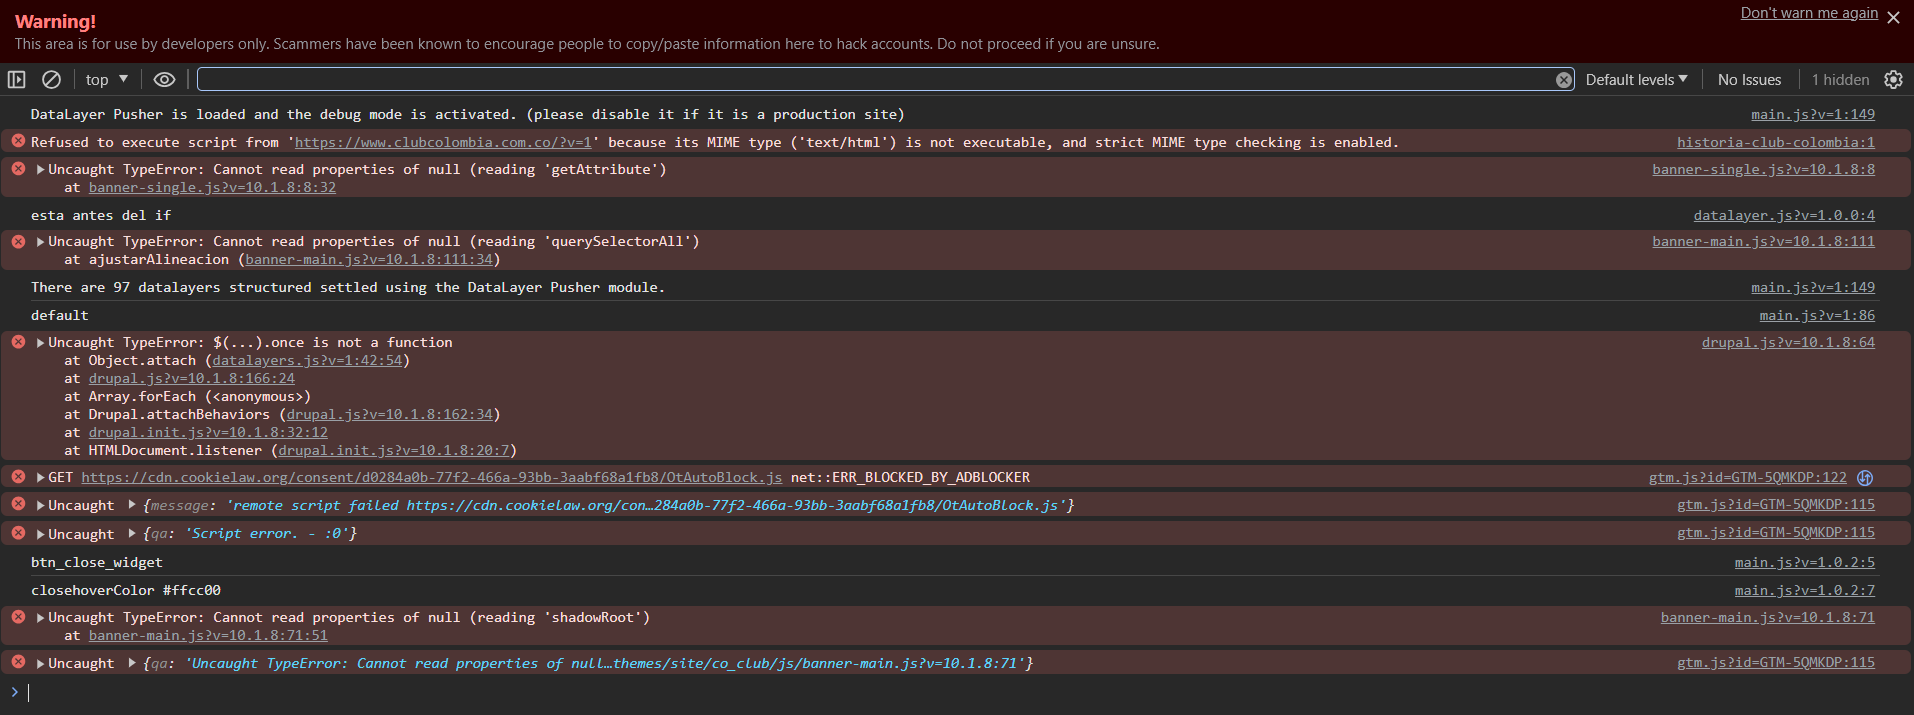 Warning!
Don't warn me again
This area is for use by developers only. Scammers have been known to encourage people to copy/paste information here to hack accounts. Do not proceed if you are unsure.
top Default levels No Issues 1 hidden
DataLayer Pusher is loaded and the debug mode is activated. (please disable it if it is a production site) main.js?v=1:149
Refused to execute script from 'https://www.clubcolombia.com.co/?v=1' because its MIME type ('text/html') is not executable, and strict MIME type checking is enabled. historia-club-colombia:1
Uncaught TypeError: Cannot read properties of null (reading 'getAttribute') banner-single.js?v=10.1.8:8
at banner-single.js?v=10.1.8:8:32
esta antes del if datalayer.js?v=1.0.0:4
Uncaught TypeError: Cannot read properties of null (reading 'querySelectorAll') banner-main.js?v=10.1.8:111
at ajustarAlineacion (banner-main.js?v=10.1.8:111:34)
There are 97 datalayers structured settled using the DataLayer Pusher module. main.js?v=1:149
default main.js?v=1:86
Uncaught TypeError: $(...).once is not a function drupal.js?v=10.1.8:64
at Object.attach (datalayers.js?v=1:42:54)
at drupal.js?v=10.1.8:166:24
at Array.forEach (<anonymous>)
at Drupal.attachBehaviors (drupal.js?v=10.1.8:162:34)
at drupal.init.js?v=10.1.8:32:12
at HTMLDocument.listener (drupal.init.js?v=10.1.8:20:7)
GET https://cdn.cookielaw.org/consent/d0284a0b-77f2-466a-93bb-3aabf68a1fb8/OtAutoBlock.js net::ERR_BLOCKED_BY_ADBLOCKER gtm.js?id=GTM-5QMKDP:122
Uncaught {message: 'remote script failed https://cdn.cookielaw.org/con…284a0b-77f2-466a-93bb-3aabf68a1fb8/OtAutoBlock.js'} gtm.js?id=GTM-5QMKDP:115
Uncaught {qa: 'Script error. - :0'} gtm.js?id=GTM-5QMKDP:115
btn_close_widget main.js?v=1.0.2:5
closehoverColor #ffcc00 main.js?v=1.0.2:7
Uncaught TypeError: Cannot read properties of null (reading 'shadowRoot') banner-main.js?v=10.1.8:71
at banner-main.js?v=10.1.8:71:51
Uncaught {qa: 'Uncaught TypeError: Cannot read properties of null…themes/site/co_club/js/banner-main.js?v=10.1.8:71'} gtm.js?id=GTM-5QMKDP:115